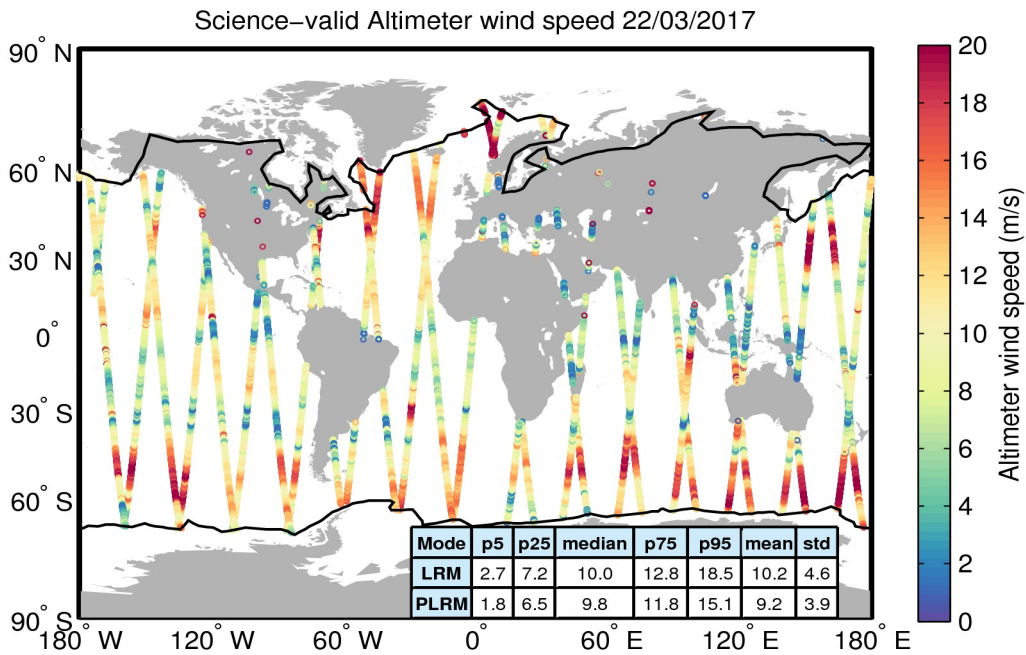 Science-valid Altimeter wind speed 22/03/2017
90° N
60° N
30° N
0°
30° S
60° S
90° S
180° W 120° W 60° W 0° 60° E 120° E 180° E
Mode p5 p25 median p75 p95 mean std
LRM 2.7 7.2 10.0 12.8 18.5 10.2 4.6
PLRM 1.8 6.5 9.8 11.8 15.1 9.2 3.9
20
18
16
14
12
10
8
6
4
2
0
Altimeter wind speed (m/s)